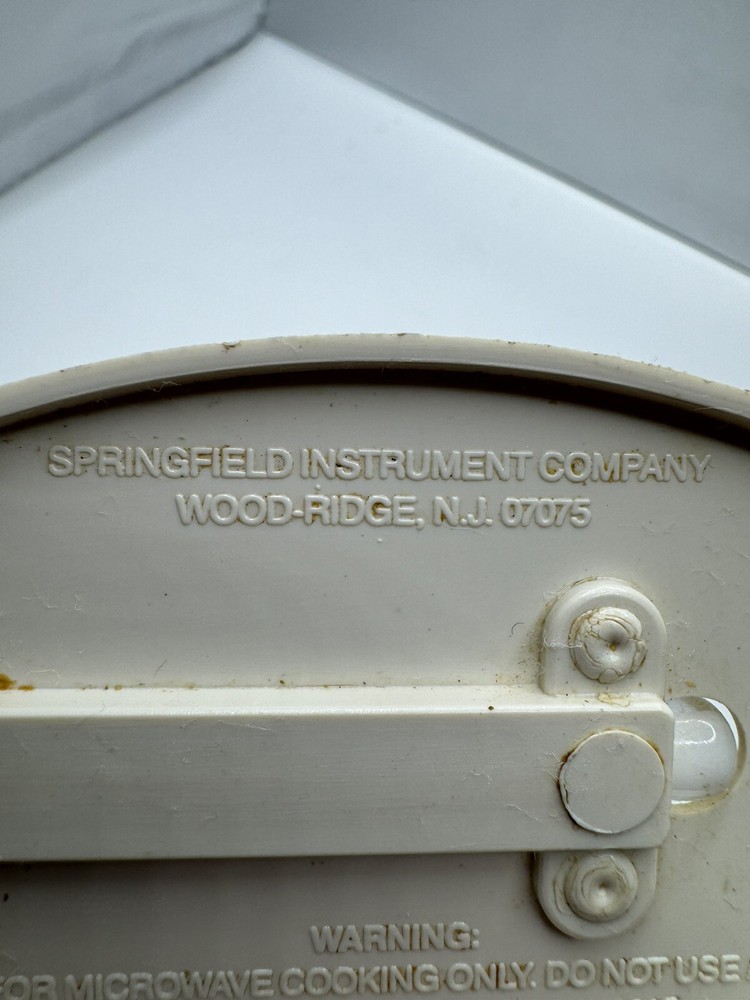 SPRINGFIELD INSTRUMENT COMPANY
WOOD-RIDGE, N.J. 07075
WARNING:
FOR MICROWAVE COOKING ONLY. DO NOT USE